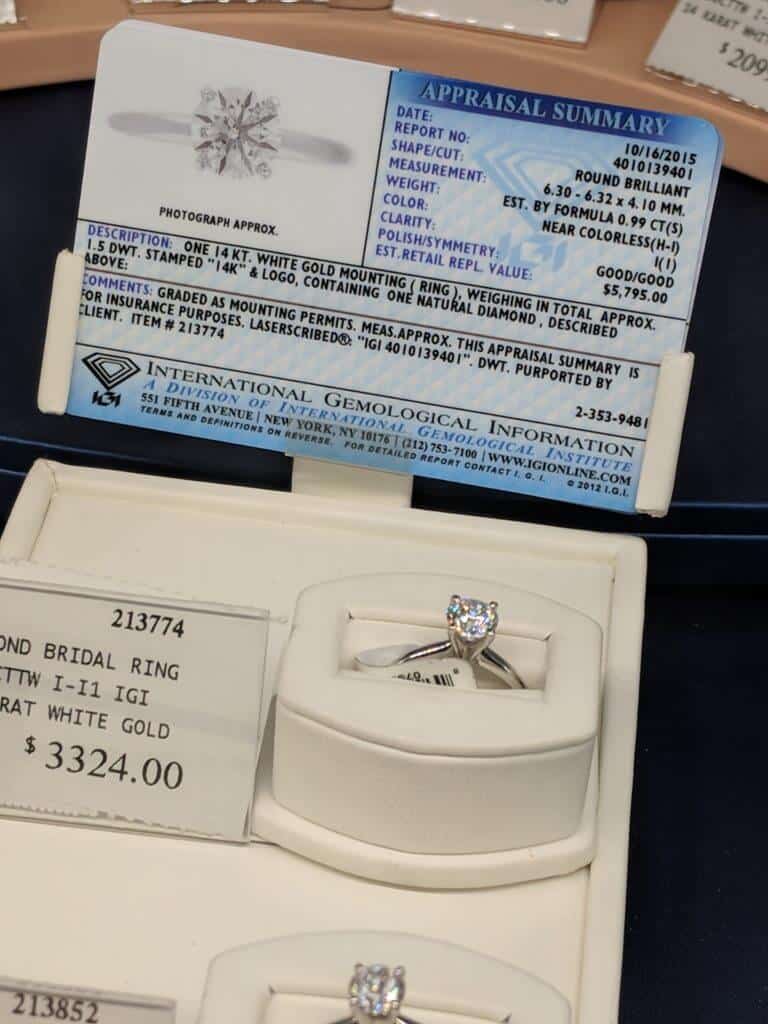 14 KARAT WHIT
$209
APPRAISAL SUMMARY
DATE: 10/16/2015
REPORT NO: 4010139401
SHAPE/CUT: ROUND BRILLIANT
MEASUREMENT: 6.30 - 6.32 x 4.10 MM.
WEIGHT: EST. BY FORMULA 0.99 CT(S)
COLOR: NEAR COLORLESS(H-I)
CLARITY: I(1)
POLISH/SYMMETRY: GOOD/GOOD
EST.RETAIL REPL. VALUE: $5,795.00
PHOTOGRAPH APPROX.
DESCRIPTION: ONE 14 KT. WHITE GOLD MOUNTING ( RING ), WEIGHING IN TOTAL APPROX.
1.5 DWT. STAMPED "14K" & LOGO, CONTAINING ONE NATURAL DIAMOND, DESCRIBED
ABOVE:
COMMENTS: GRADED AS MOUNTING PERMITS. MEAS.APPROX. THIS APPRAISAL SUMMARY IS
FOR INSURANCE PURPOSES. LASERSCRIBED®: "IGI 4010139401". DWT. PURPORTED BY
CLIENT. ITEM # 213774
2-353-9481
IGI
INTERNATIONAL GEMOLOGICAL INFORMATION
A DIVISION OF INTERNATIONAL GEMOLOGICAL INSTITUTE
551 FIFTH AVENUE | NEW YORK, NY 10176 | (212) 753-7100 | WWW.IGIONLINE.COM
TERMS AND DEFINITIONS ON REVERSE. FOR DETAILED REPORT CONTACT I. G. I. © 2012 I.G.I.
213774
OND BRIDAL RING
CTTW I-I1 IGI
RAT WHITE GOLD
$ 3324.00
213852